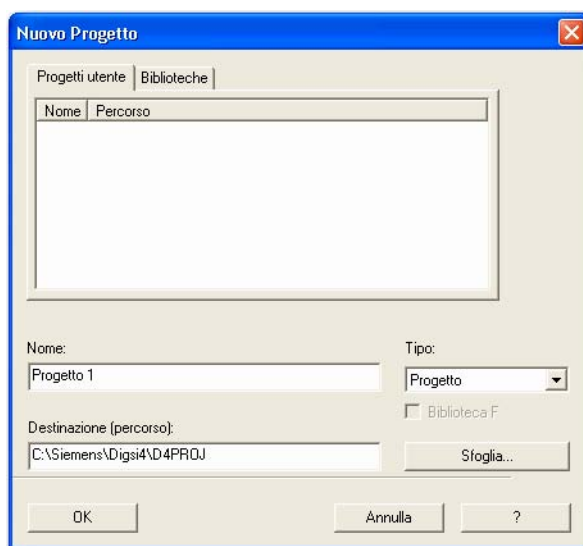 Nuovo Progetto
Progetti utente Biblioteche
Nome Percorso
Nome:
Progetto 1
Tipo:
Progetto
Biblioteca F
Destinazione (percorso):
C:\Siemens\Digsi4\D4PROJ
Sfoglia...
OK Annulla ?